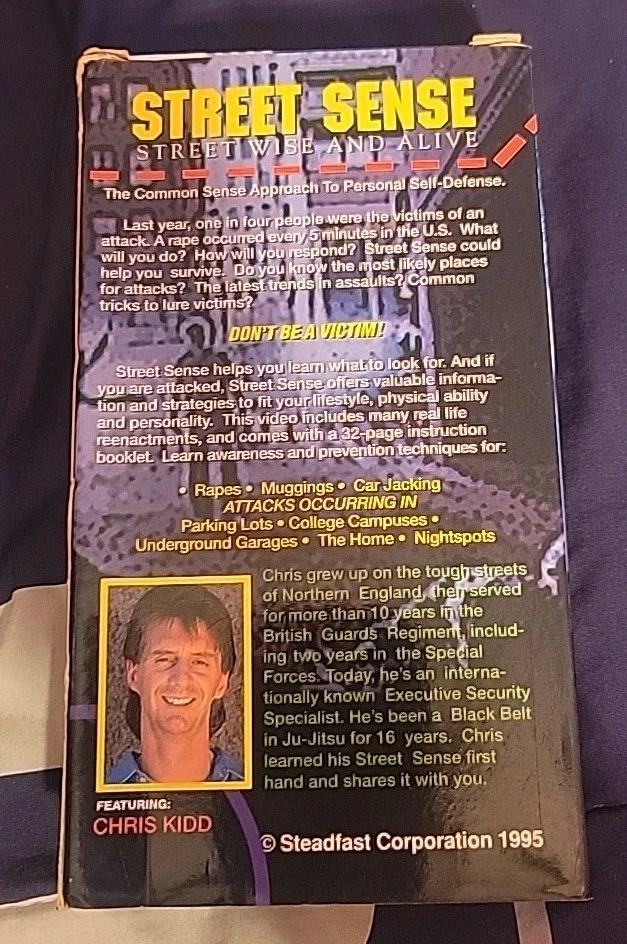 STREET SENSE
STREET WISE AND ALIVE
The Common Sense Approach To Personal Self-Defense.
Last year, one in four people were the victims of an
attack. A rape occurred every 5 minutes in the U.S. What
will you do? How will you respond? Street Sense could
help you survive. Do you know the most likely places
for attacks? The latest trends in assaults? Common
tricks to lure victims?
DON'T BE A VICTIM!
Street Sense helps you learn what to look for. And if
you are attacked, Street Sense offers valuable informa-
tion and strategies to fit your lifestyle, physical ability
and personality. This video includes many real life
reenactments, and comes with a 32-page instruction
booklet. Learn awareness and prevention techniques for:
• Rapes • Muggings • Car Jacking
ATTACKS OCCURRING IN
Parking Lots • College Campuses •
Underground Garages • The Home • Nightspots
Chris grew up on the tough streets
of Northern England, then served
for more than 10 years in the
British Guards Regiment, includ-
ing two years in the Special
Forces. Today, he's an interna-
tionally known Executive Security
Specialist. He's been a Black Belt
in Ju-Jitsu for 16 years. Chris
learned his Street Sense first
hand and shares it with you.
FEATURING:
CHRIS KIDD
© Steadfast Corporation 1995